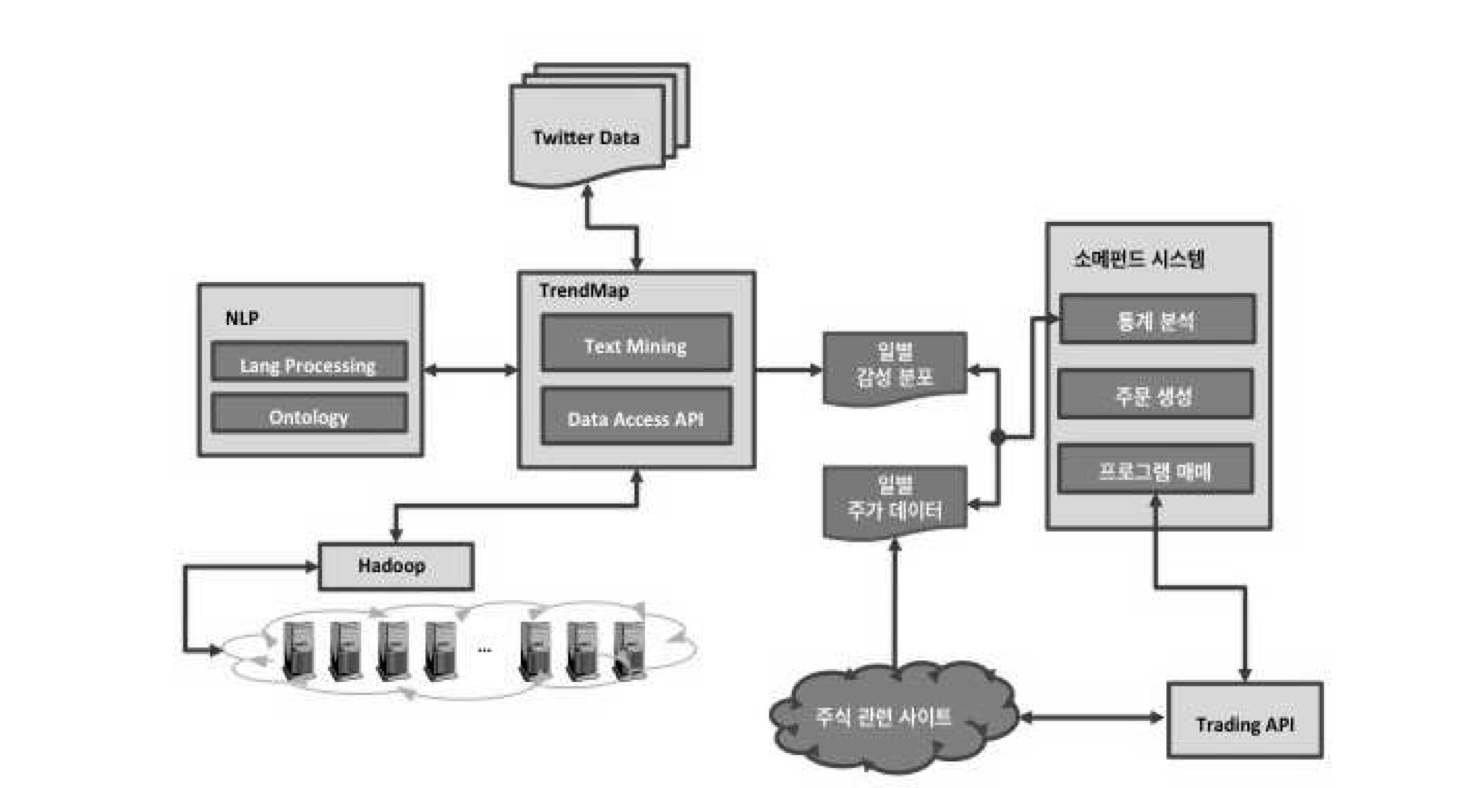 Twitter Data
NLP
Lang Processing
Ontology
TrendMap
Text Mining
Data Access API
Hadoop
...
일별
감성 분포
일별
주가 데이터
주식 관련 사이트
소메펀드 시스템
통계 분석
주문 생성
프로그램 매매
Trading API